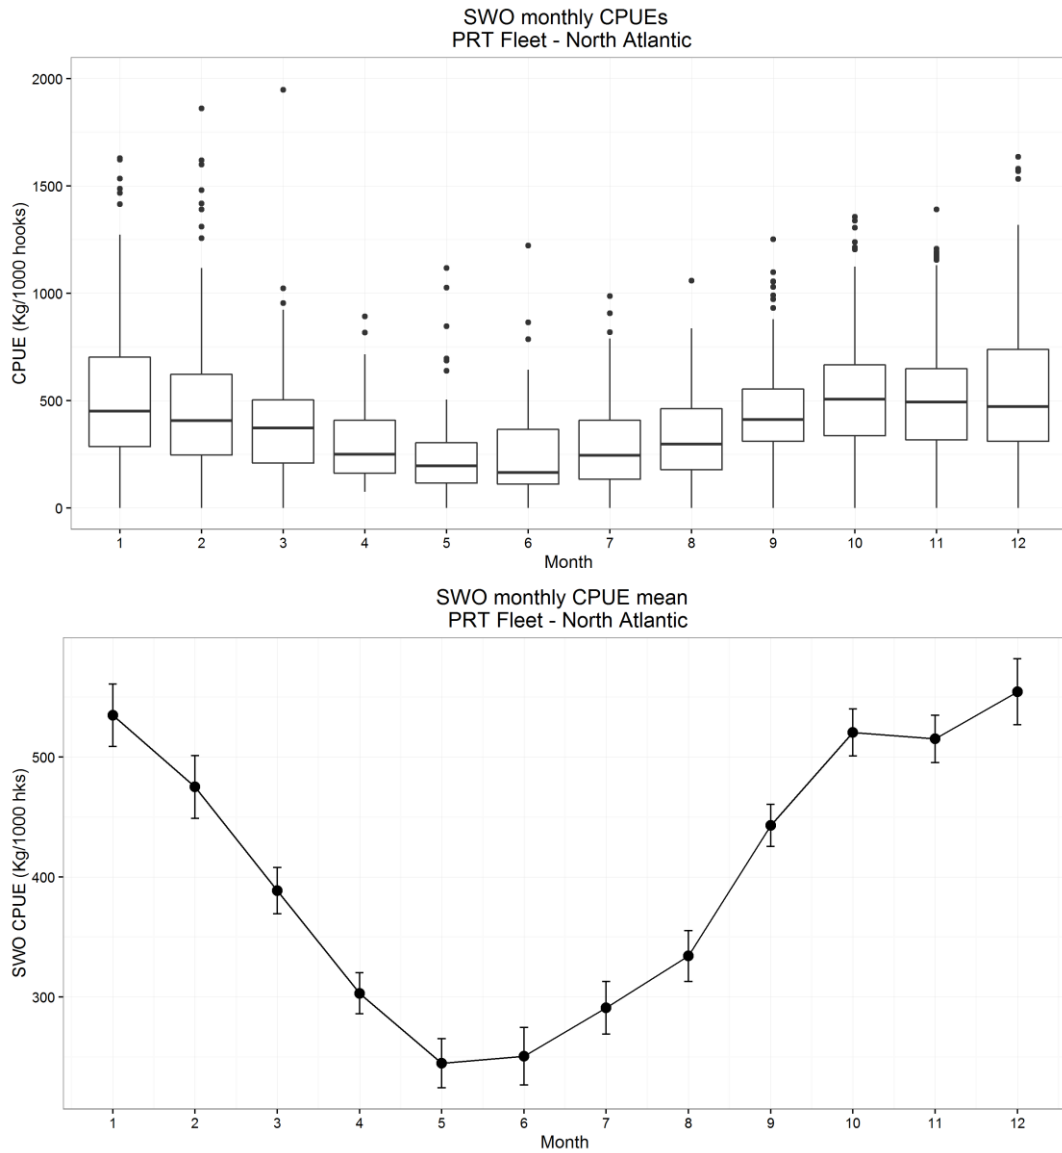 SWO monthly CPUEs
PRT Fleet - North Atlantic
CPUE (Kg/1000 hooks)
2000
1500
1000
500
0
1 2 3 4 5 6 7 8 9 10 11 12
Month
SWO monthly CPUE mean
PRT Fleet - North Atlantic
SWO CPUE (Kg/1000 hks)
500
400
300
1 2 3 4 5 6 7 8 9 10 11 12
Month